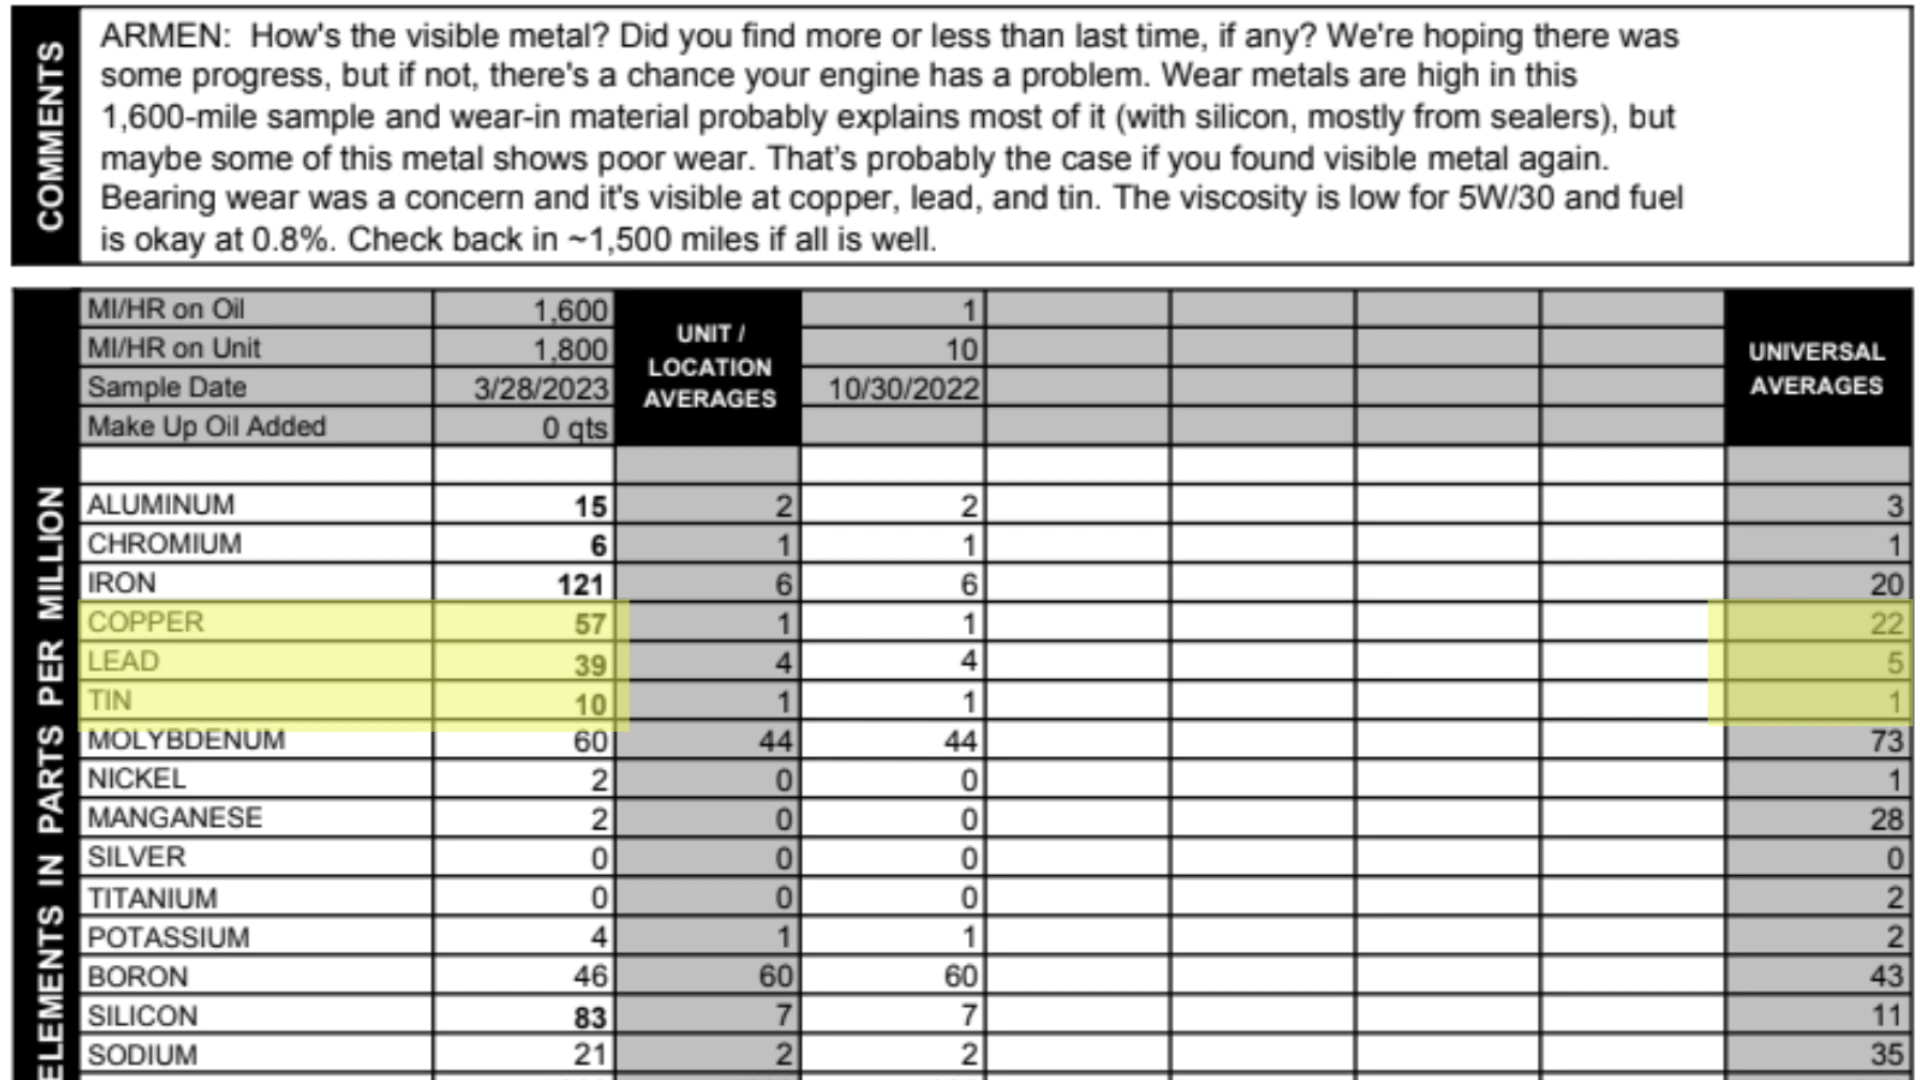 COMMENTS
ARMEN: How's the visible metal? Did you find more or less than last time, if any? We're hoping there was
some progress, but if not, there's a chance your engine has a problem. Wear metals are high in this
1,600-mile sample and wear-in material probably explains most of it (with silicon, mostly from sealers), but
maybe some of this metal shows poor wear. That's probably the case if you found visible metal again.
Bearing wear was a concern and it's visible at copper, lead, and tin. The viscosity is low for 5W/30 and fuel
is okay at 0.8%. Check back in ~1,500 miles if all is well.
MI/HR on Oil 1,600 UNIT / LOCATION AVERAGES 1 UNIVERSAL AVERAGES
MI/HR on Unit 1,800 10
Sample Date 3/28/2023 10/30/2022
Make Up Oil Added 0 qts
ELEMENTS IN PARTS PER MILLION
ALUMINUM 15 2 2 3
CHROMIUM 6 1 1 1
IRON 121 6 6 20
COPPER 57 1 1 22
LEAD 39 4 4 5
TIN 10 1 1 1
MOLYBDENUM 60 44 44 73
NICKEL 2 0 0 1
MANGANESE 2 0 0 28
SILVER 0 0 0 0
TITANIUM 0 0 0 2
POTASSIUM 4 1 1 2
BORON 46 60 60 43
SILICON 83 7 7 11
SODIUM 21 2 2 35